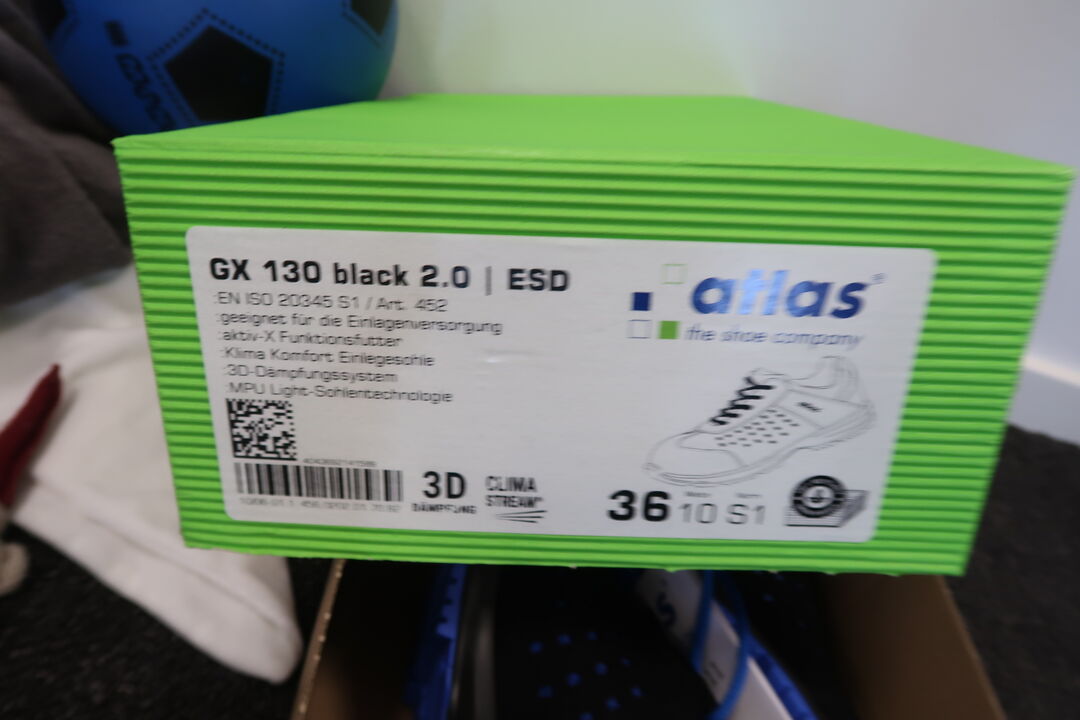 GX 130 black 2.0 | ESD
:EN ISO 20345 S1 / Art. 452
:geeignet für die Einlagenversorgung
:aktiv-X Funktionsfutter
:Klima Komfort Einlegesohle
:3D-Dämpfungssystem
:MPU Light-Sohlentechnologie
atlas®
the shoe company
3D
DÄMPFUNG
CLIMA
STREAM
36 10 S1